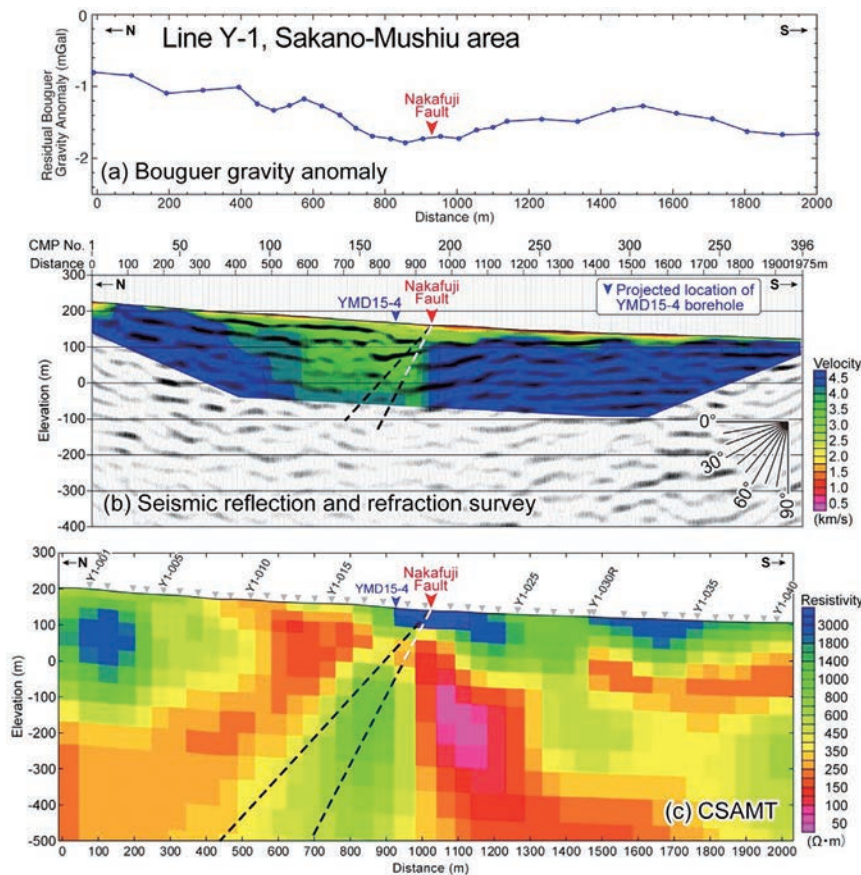 Line Y-1, Sakano-Mushiu area
N
S
0
-1
-2
Residual Bouguer
Gravity Anomaly (mGal)
Nakafuji
Fault
(a) Bouguer gravity anomaly
0 200 400 600 800 1000 1200 1400 1600 1800 2000
Distance (m)
CMP No. 1 50 100 150 200 250 300 250 396
Distance 0 100 200 300 400 500 600 700 800 900 1000 1100 1200 1300 1400 1500 1600 1700 1800 1900 1975m
300
200
100
0
-100
-200
-300
-400
Elevation (m)
N
S
YMD15-4
Nakafuji
Fault
Projected location of
YMD15-4 borehole
0°
30°
60°
90°
Velocity
4.5
4.0
3.5
3.0
2.5
2.0
1.5
1.0
0.5
(km/s)
(b) Seismic reflection and refraction survey
300
200
100
0
-100
-200
-300
-400
-500
Elevation (m)
N
S
Y1-001
Y1-005
Y1-010
Y1-015
YMD15-4
Nakafuji
Fault
Y1-025
Y1-030R
Y1-035
Y1-040
Resistivity
3000
1800
1400
1000
800
600
450
350
250
150
100
50
(Ω・m)
(c) CSAMT
0 100 200 300 400 500 600 700 800 900 1000 1100 1200 1300 1400 1500 1600 1700 1800 1900 2000
Distance (m)